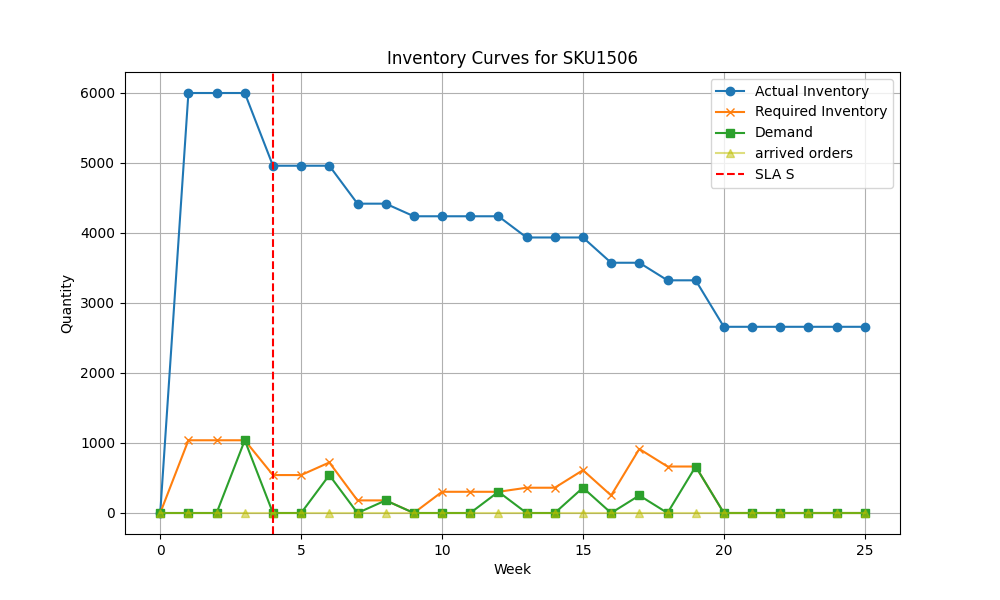 Inventory Curves for SKU1506
6000
5000
4000
3000
2000
1000
0
Quantity
Actual Inventory
Required Inventory
Demand
arrived orders
SLA S
0 5 10 15 20 25
Week